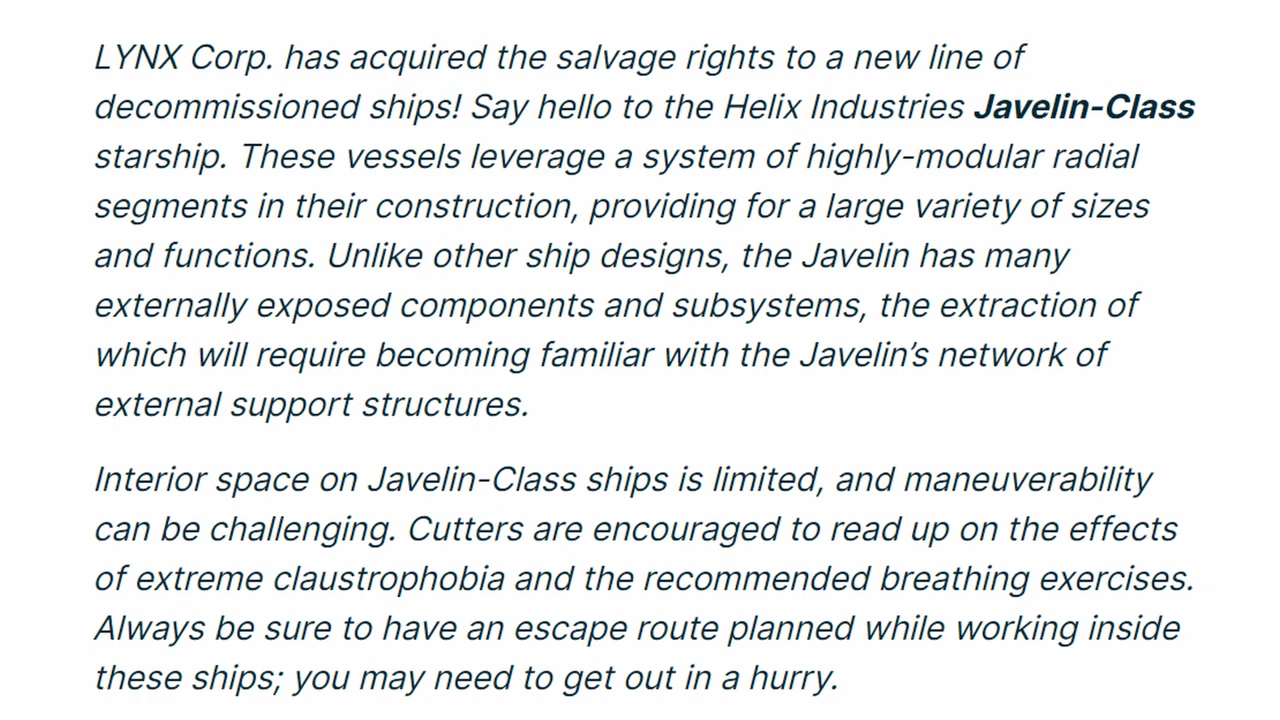 LYNX Corp. has acquired the salvage rights to a new line of
decommissioned ships! Say hello to the Helix Industries Javelin-Class
starship. These vessels leverage a system of highly-modular radial
segments in their construction, providing for a large variety of sizes
and functions. Unlike other ship designs, the Javelin has many
externally exposed components and subsystems, the extraction of
which will require becoming familiar with the Javelin’s network of
external support structures.
Interior space on Javelin-Class ships is limited, and maneuverability
can be challenging. Cutters are encouraged to read up on the effects
of extreme claustrophobia and the recommended breathing exercises.
Always be sure to have an escape route planned while working inside
these ships; you may need to get out in a hurry.